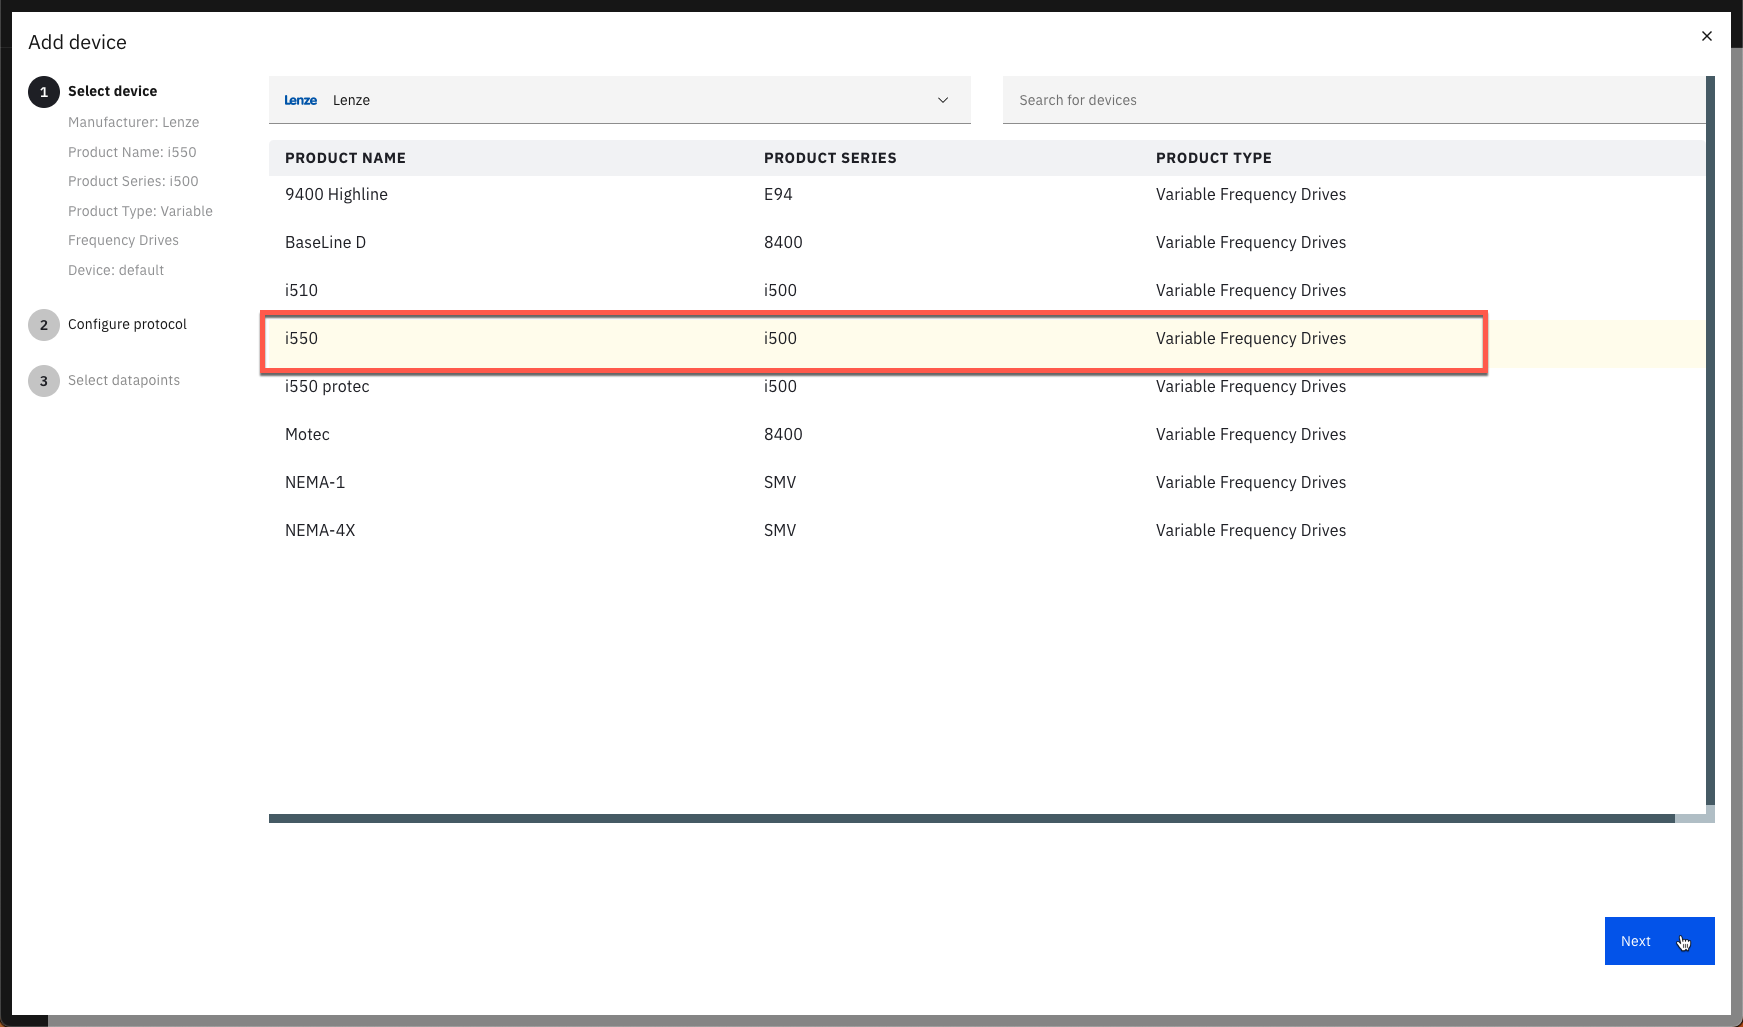 Add device
1 Select device
Manufacturer: Lenze
Product Name: i550
Product Series: i500
Product Type: Variable
Frequency Drives
Device: default
2 Configure protocol
3 Select datapoints
Lenze Lenze
Search for devices
PRODUCT NAME PRODUCT SERIES PRODUCT TYPE
9400 Highline E94 Variable Frequency Drives
BaseLine D 8400 Variable Frequency Drives
i510 i500 Variable Frequency Drives
i550 i500 Variable Frequency Drives
i550 protec i500 Variable Frequency Drives
Motec 8400 Variable Frequency Drives
NEMA-1 SMV Variable Frequency Drives
NEMA-4X SMV Variable Frequency Drives
Next